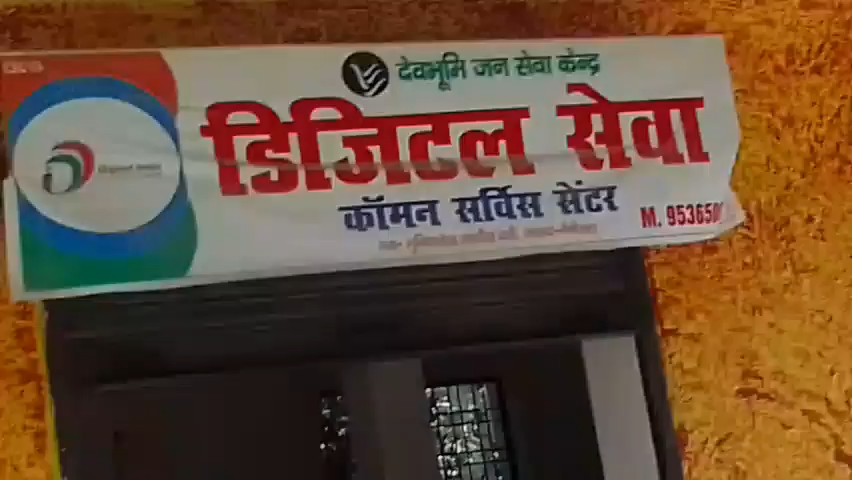 देवभूमि जन सेवा केन्द्र
डिजिटल सेवा
कॉमन सर्विस सेंटर
M. 953650